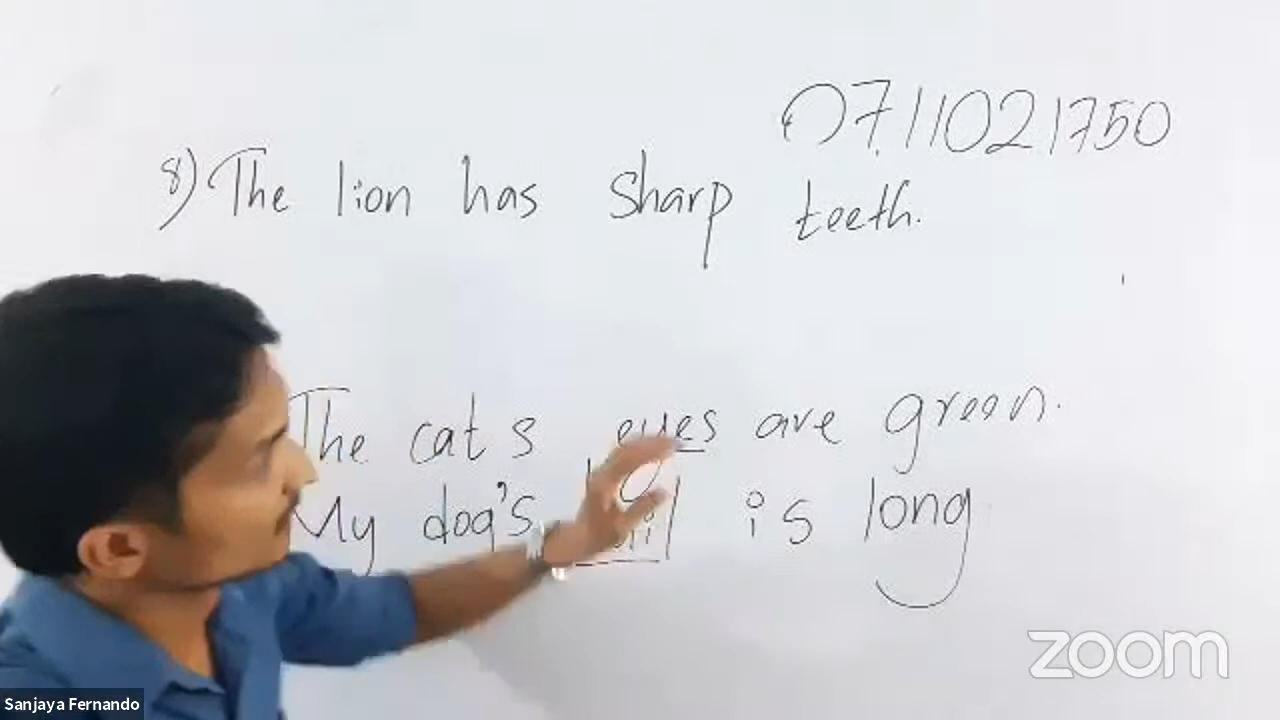 0711021750
8) The lion has sharp teeth.
The cat s eyes are green.
My dog's is long
zoom
Sanjaya Fernando